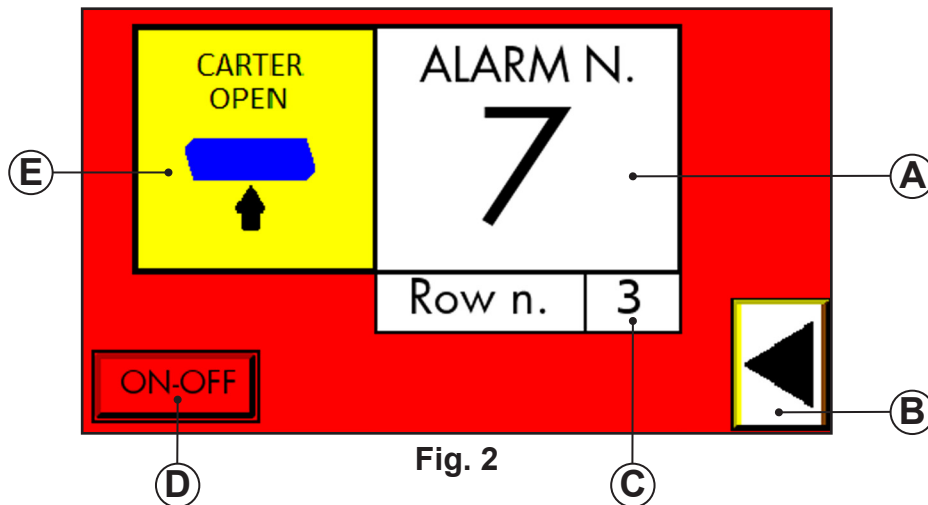 CARTER
OPEN
ALARM N.
7
E
A
Row n. 3
ON-OFF
B
Fig. 2
D
C